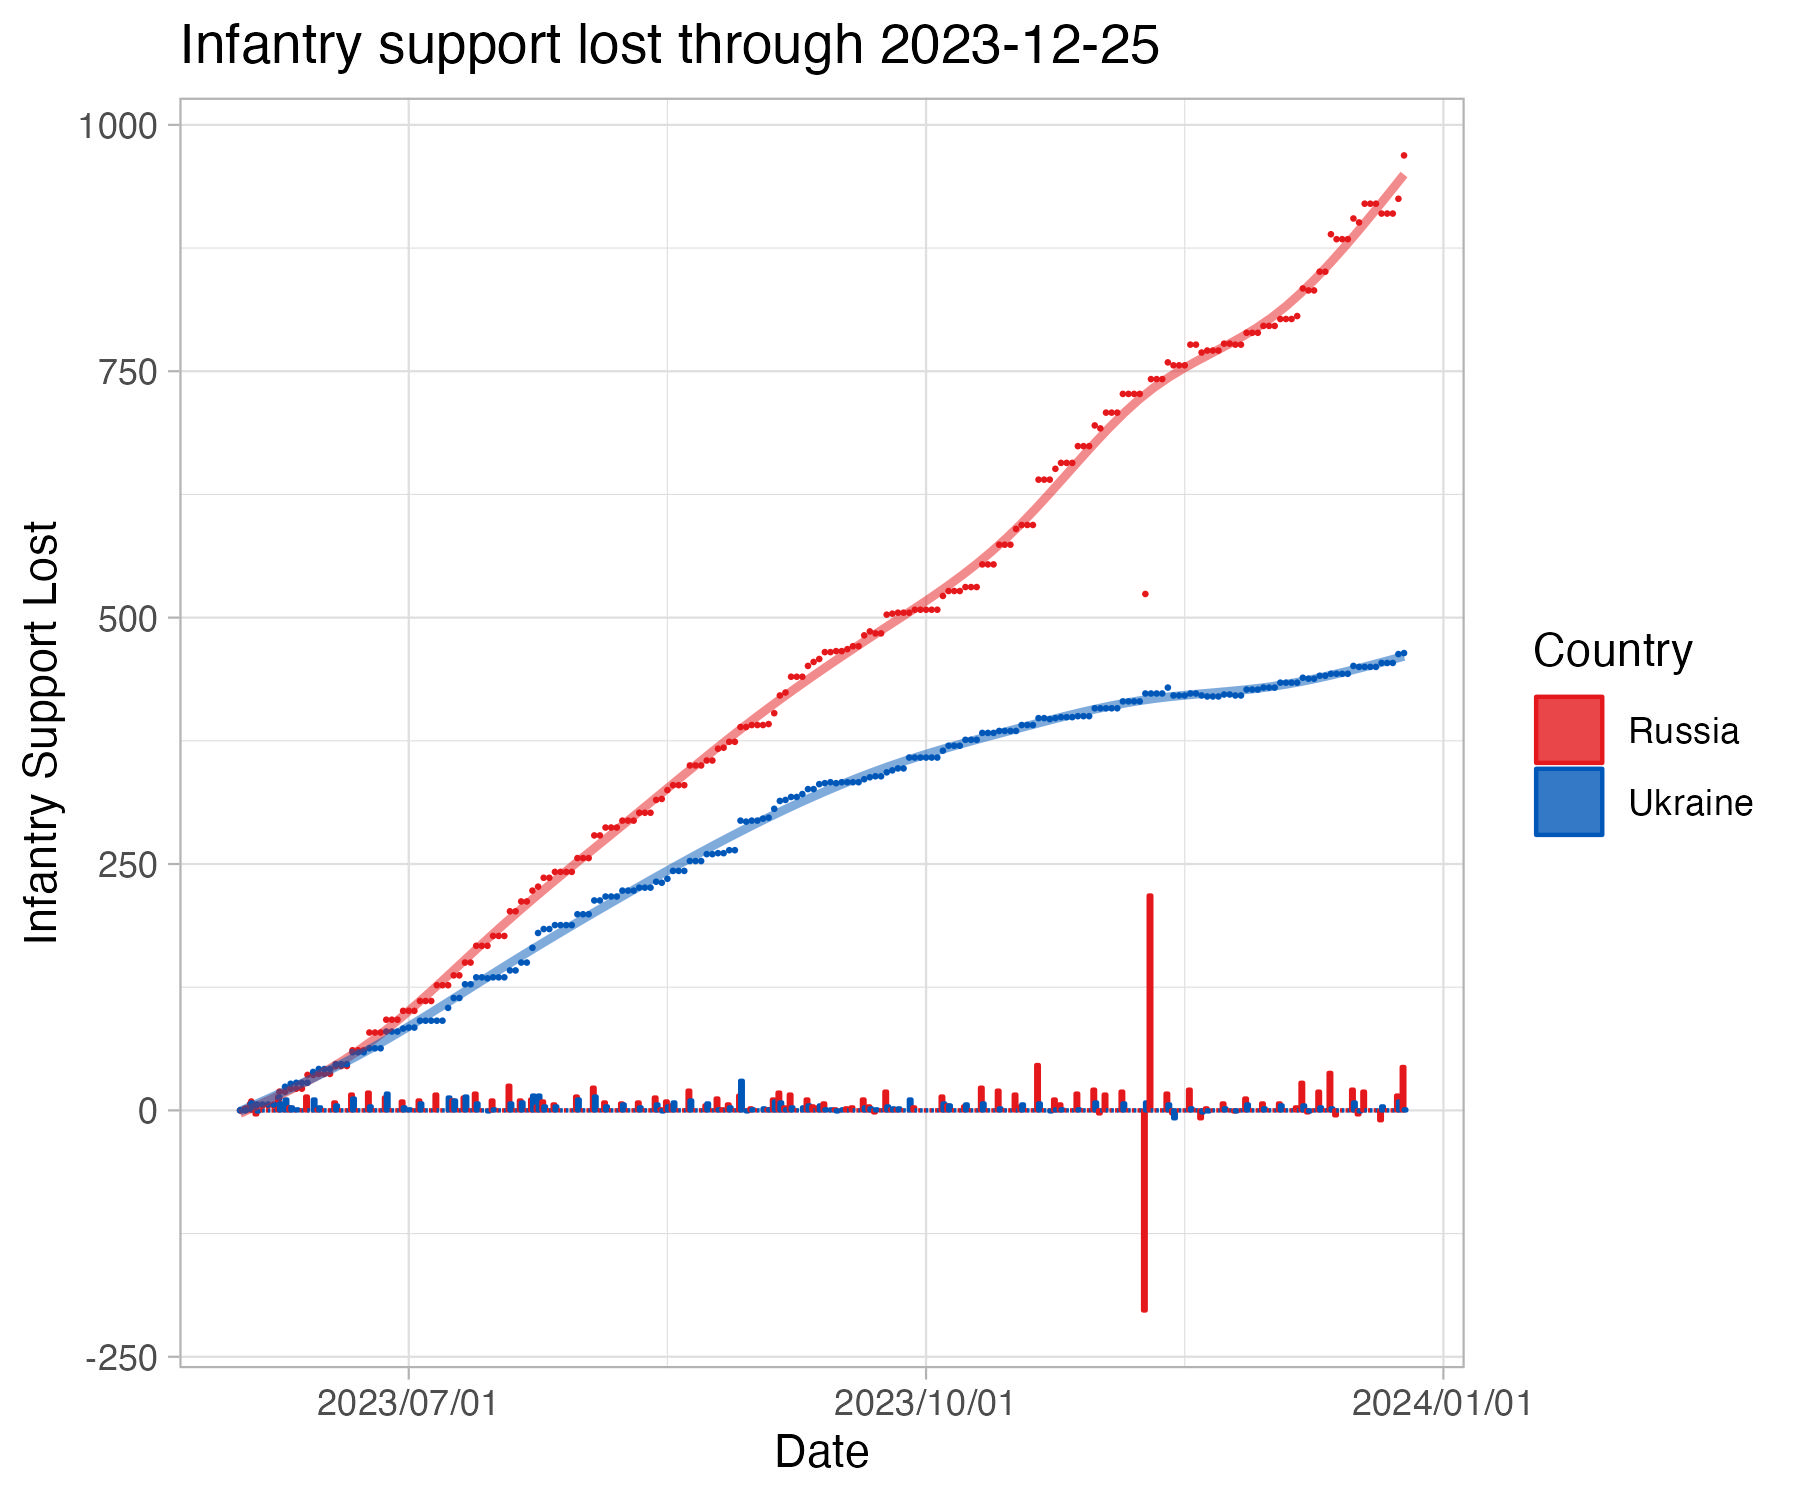 Infantry support lost through 2023-12-25
Infantry Support Lost
1000
750
500
250
0
-250
2023/07/01
2023/10/01
2024/01/01
Date
Country
Russia
Ukraine